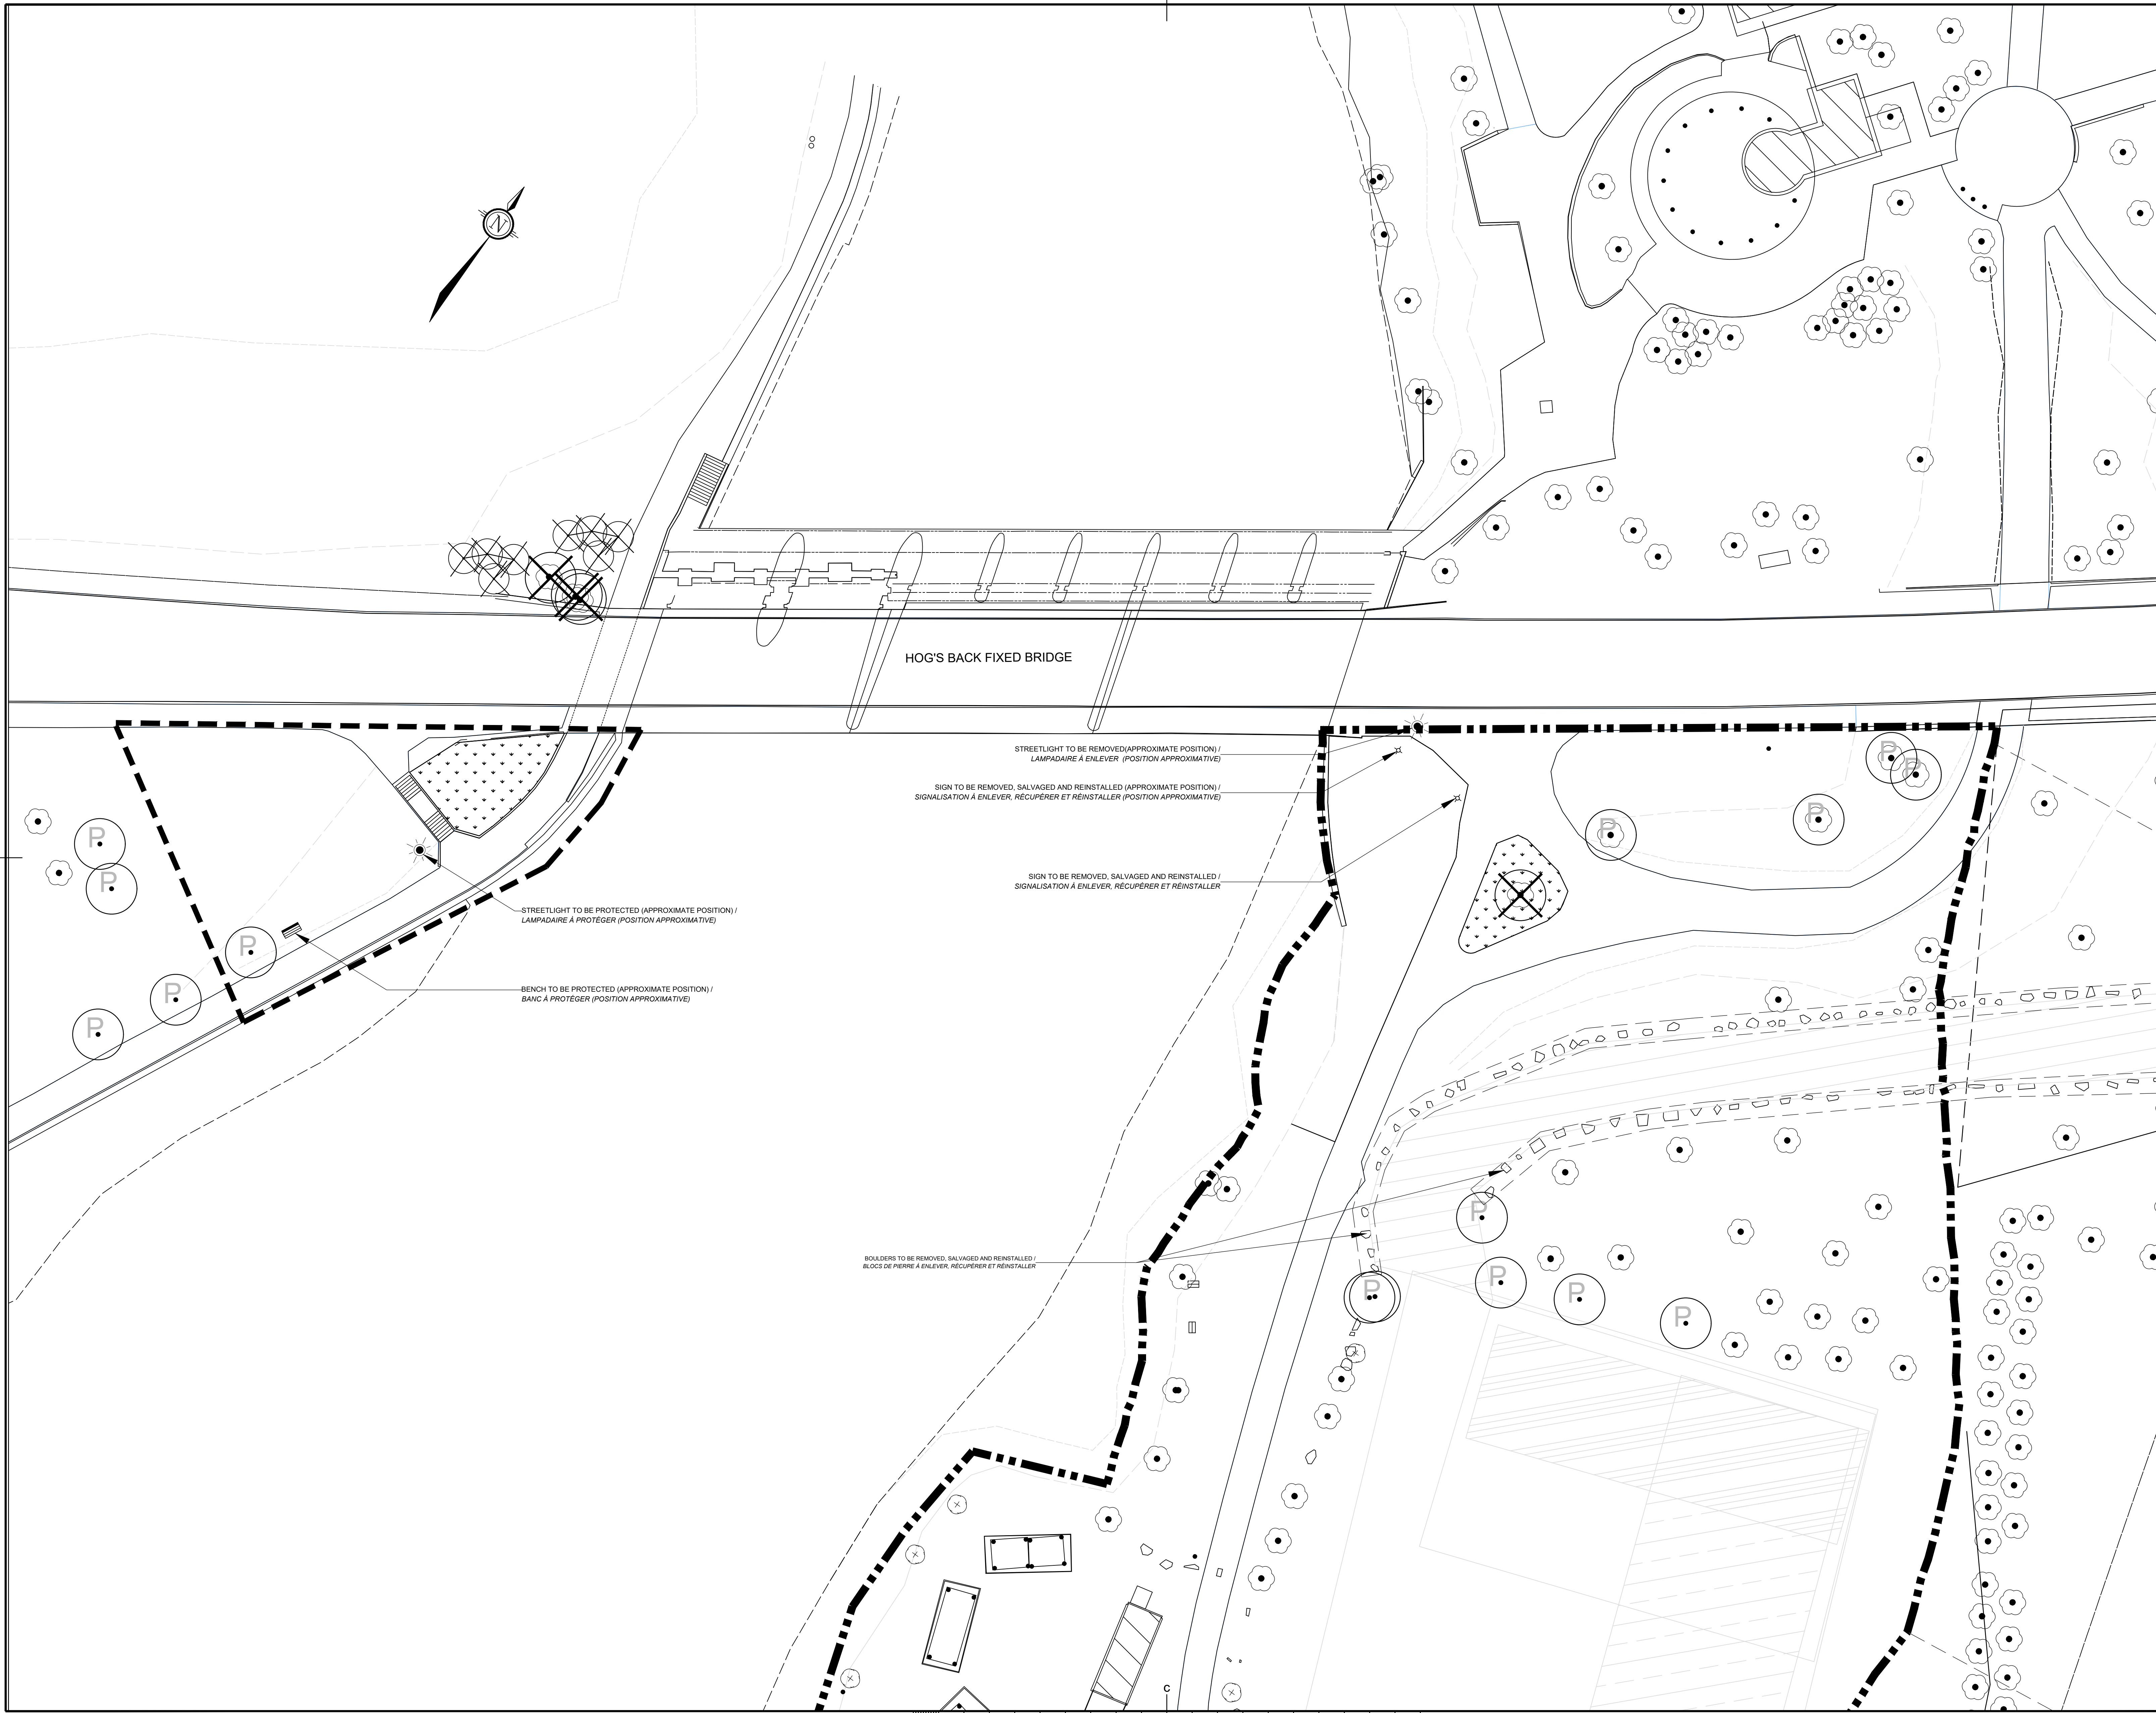 N
HOG'S BACK FIXED BRIDGE
STREETLIGHT TO BE REMOVED(APPROXIMATE POSITION) /
LAMPADAIRE À ENLEVER (POSITION APPROXIMATIVE)
P
P
SIGN TO BE REMOVED, SALVAGED AND REINSTALLED (APPROXIMATE POSITION) /
SIGNALISATION À ENLEVER, RÉCUPÉRER ET RÉINSTALLER (POSITION APPROXIMATIVE)
P
P
P
P
SIGN TO BE REMOVED, SALVAGED AND REINSTALLED /
SIGNALISATION À ENLEVER, RÉCUPÉRER ET RÉINSTALLER
STREETLIGHT TO BE PROTECTED (APPROXIMATE POSITION) /
LAMPADAIRE À PROTÉGER (POSITION APPROXIMATIVE)
P
P
BENCH TO BE PROTECTED (APPROXIMATE POSITION) /
BANC À PROTÉGER (POSITION APPROXIMATIVE)
P
P
BOULDERS TO BE REMOVED, SALVAGED AND REINSTALLED /
BLOCS DE PIERRE À ENLEVER, RÉCUPÉRER ET RÉINSTALLER
P
P
P
P
C